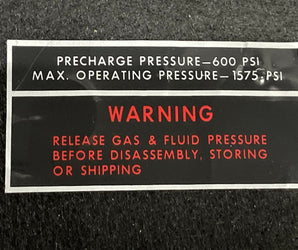 PRECHARGE PRESSURE—600 PSI
MAX. OPERATING PRESSURE—1575 PSI
WARNING
RELEASE GAS & FLUID PRESSURE
BEFORE DISASSEMBLY, STORING
OR SHIPPING